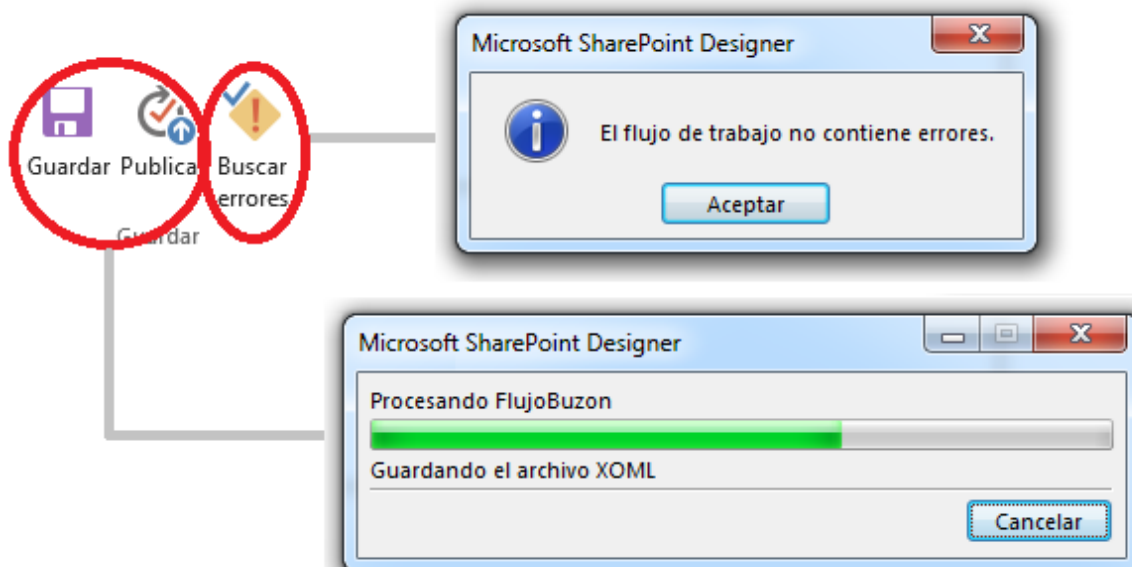 Microsoft SharePoint Designer
El flujo de trabajo no contiene errores.
Aceptar
Guardar Publica Buscar
errores
Guardar
Microsoft SharePoint Designer
Procesando FlujoBuzon
Guardando el archivo XOML
Cancelar